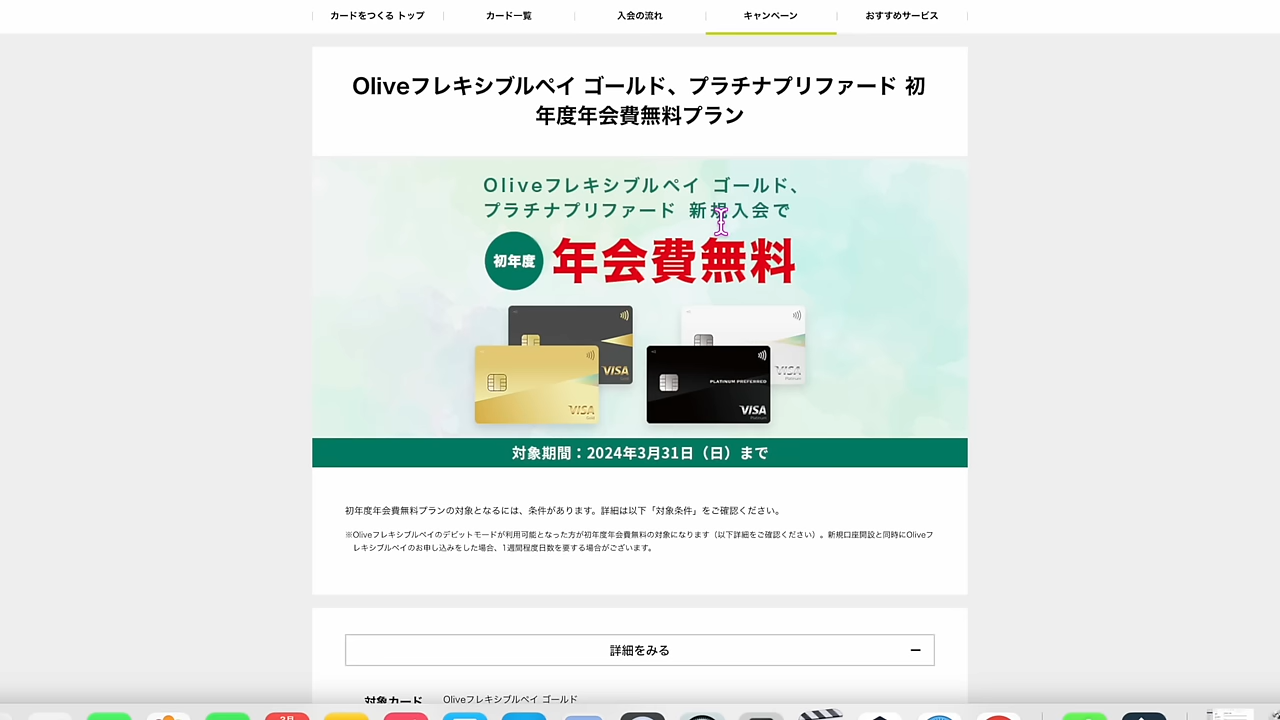 カードをつくる トップ
カード一覧
入会の流れ
キャンペーン
おすすめサービス
Oliveフレキシブルペイ ゴールド、プラチナプリファード 初
年度年会費無料プラン
Oliveフレキシブルペイ ゴールド、
プラチナプリファード 新規入会で
初年度
年会費無料
VISA
VISA
PLATINUM PREFERRED
VISA
Platinum
VISA
Platinum
対象期間：2024年3月31日（日）まで
初年度年会費無料プランの対象となるには、条件があります。詳細は以下「対象条件」をご確認ください。
※Oliveフレキシブルペイのデビットモードが利用可能となった方が初年度年会費無料の対象になります（以下詳細をご確認ください）。新規口座開設と同時にOliveフ
レキシブルペイのお申し込みをした場合、1週間程度日数を要する場合がございます。
詳細をみる
対象カード
Oliveフレキシブルペイ ゴールド
3月